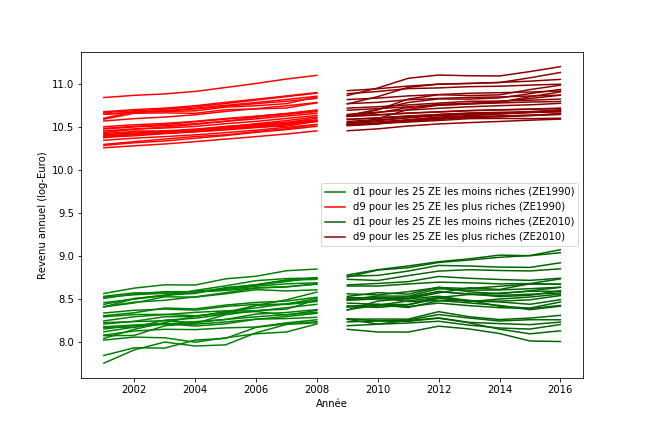 11.0
10.5
10.0
9.5
9.0
8.5
8.0
Revenu annuel (log-Euro)
d1 pour les 25 ZE les moins riches (ZE1990)
d9 pour les 25 ZE les plus riches (ZE1990)
d1 pour les 25 ZE les moins riches (ZE2010)
d9 pour les 25 ZE les plus riches (ZE2010)
2002 2004 2006 2008 2010 2012 2014 2016
Année